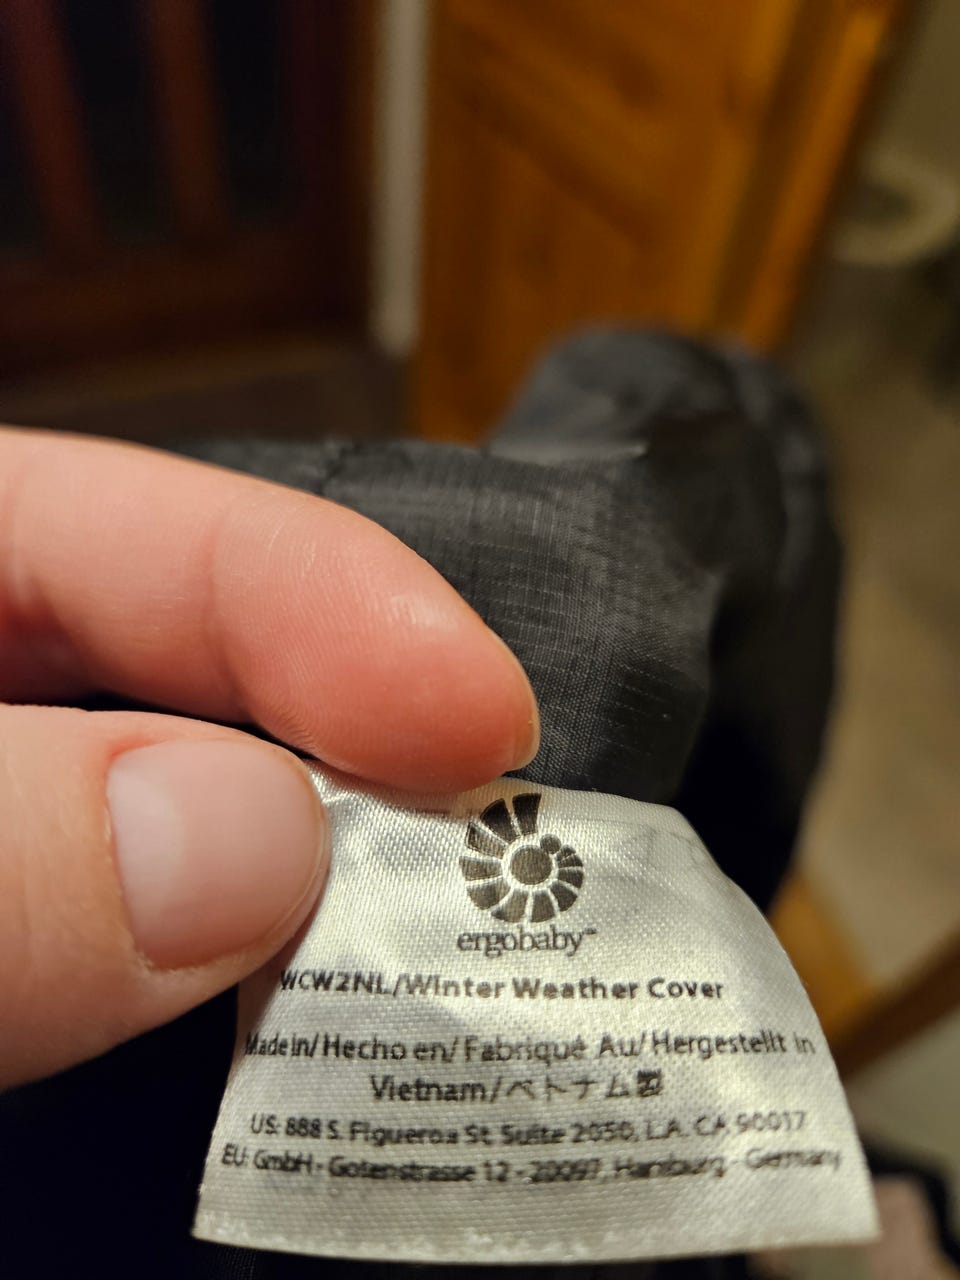 ergobaby™
WCW2NL/Winter Weather Cover
Made in/Hecho en/Fabriqué Au/Hergestellt in
Vietnam/ベトナム製
US: 888 S. Figueroa St. Suite 2050, L.A. CA 90017
EU: GmbH - Gotenstrasse 12 - 20097, Hamburg - Germany